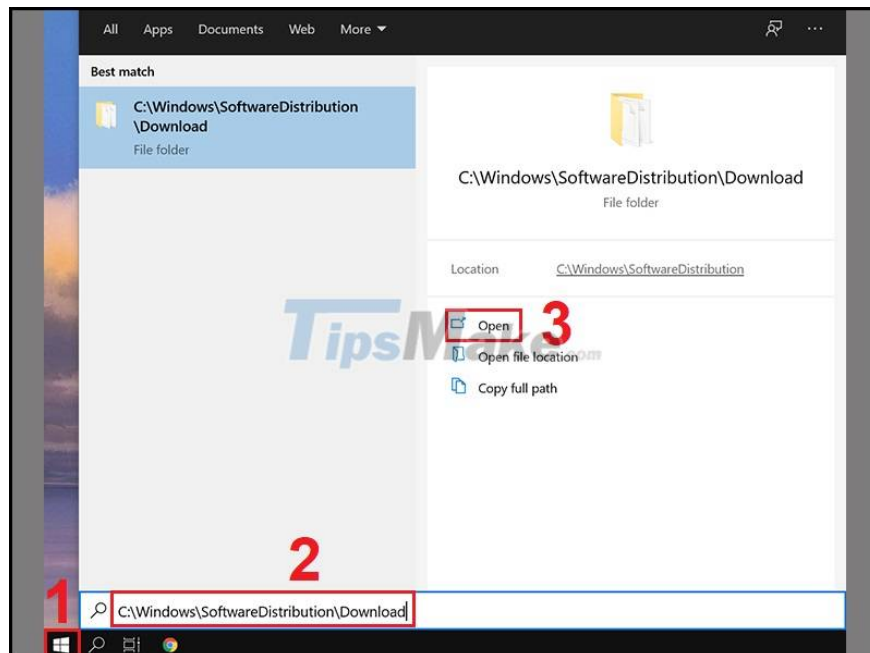 All Apps Documents Web More
Best match
C:\Windows\SoftwareDistribution
\Download
File folder
C:\Windows\SoftwareDistribution\Download
File folder
Location C:\Windows\SoftwareDistribution
Open 3
TipsMake.com
Open file location
Copy full path
2
1
C:\Windows\SoftwareDistribution\Download